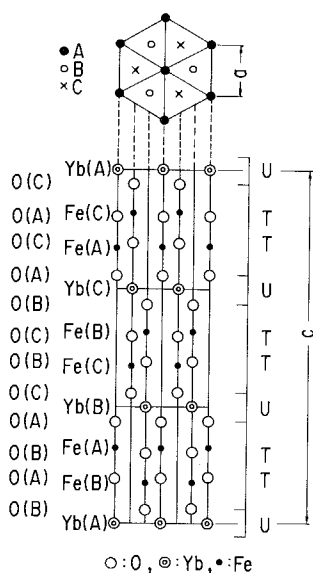 ● A
○ B
× C
a
Yb(A) U
O(C)
O(A) Fe(C) T
O(C) Fe(A) T
O(A)
Yb(C) U
O(B)
O(C) Fe(B) T
O(B) Fe(C) T
O(C)
Yb(B) U
O(A)
O(B) Fe(A) T
O(A) Fe(B) T
O(B)
Yb(A) U
c
○:O, ◎:Yb, •:Fe